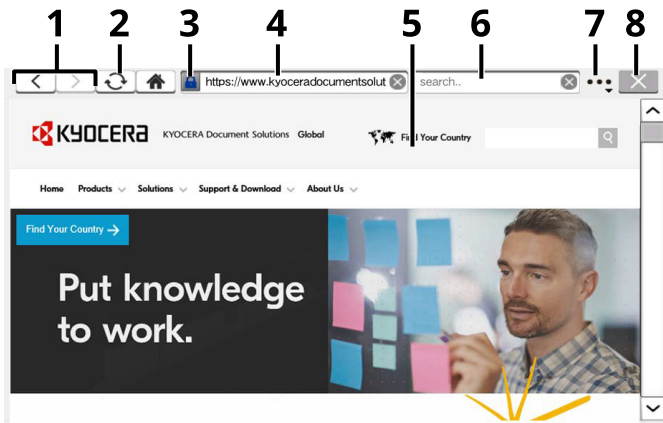 1 2 3 4 5 6 7 8
https://www.kyoceradocumentsolut search..
KYOCERA KYOCERA Document Solutions Global Find Your Country
Home Products Solutions Support & Download About Us
Find Your Country
Put knowledge
to work.